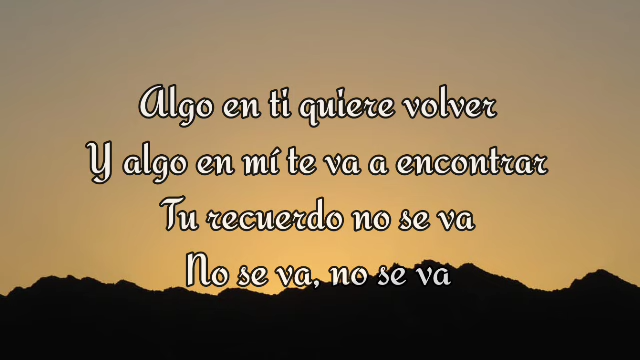 Algo en ti quiere volver
Y algo en mí te va a encontrar
Tu recuerdo no se va
No se va, no se va